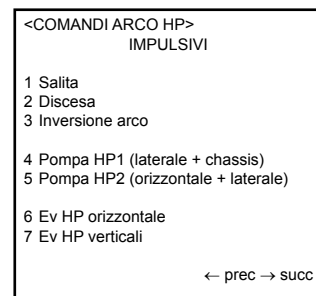 <COMANDI ARCO HP>
IMPULSIVI
1 Salita
2 Discesa
3 Inversione arco
4 Pompa HP1 (laterale + chassis)
5 Pompa HP2 (orizzontale + laterale)
6 Ev HP orizzontale
7 Ev HP verticali
← prec → succ